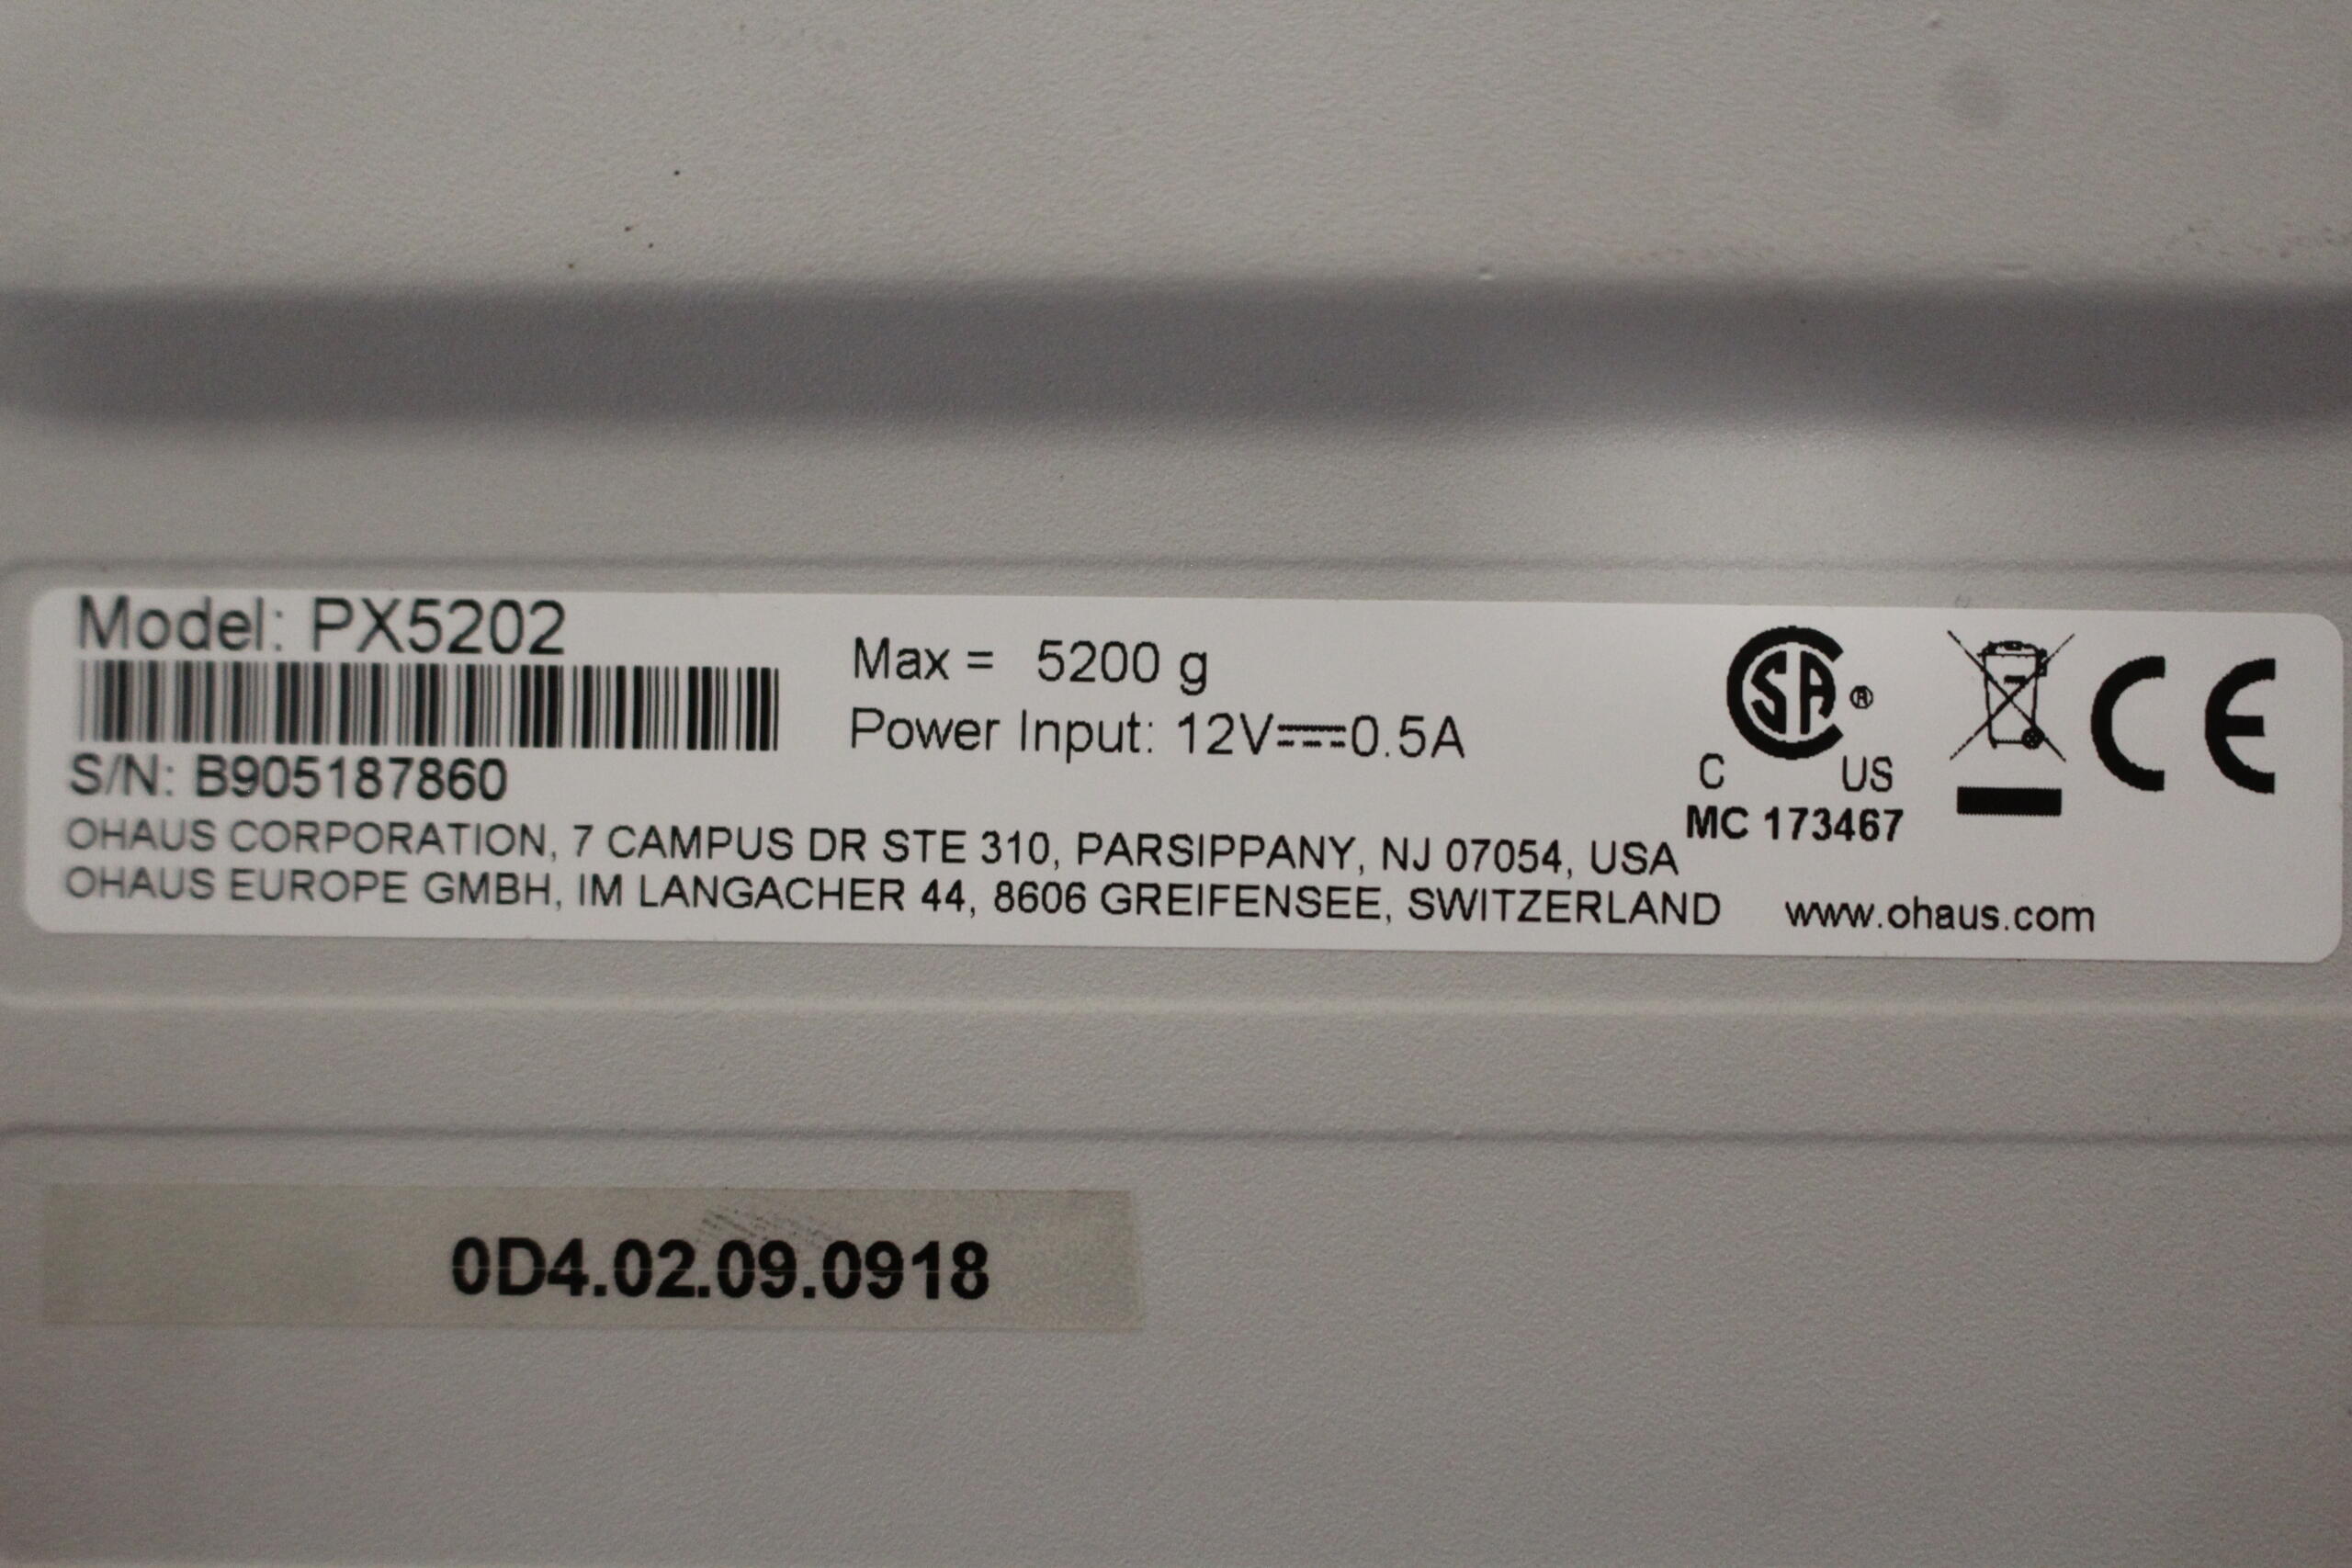 Model: PX5202
Max = 5200 g
Power Input: 12V⎓0.5A
S/N: B905187860
OHAUS CORPORATION, 7 CAMPUS DR STE 310, PARSIPPANY, NJ 07054, USA
OHAUS EUROPE GMBH, IM LANGACHER 44, 8606 GREIFENSEE, SWITZERLAND
www.ohaus.com
SA ®
C US
MC 173467
CE
0D4.02.09.0918